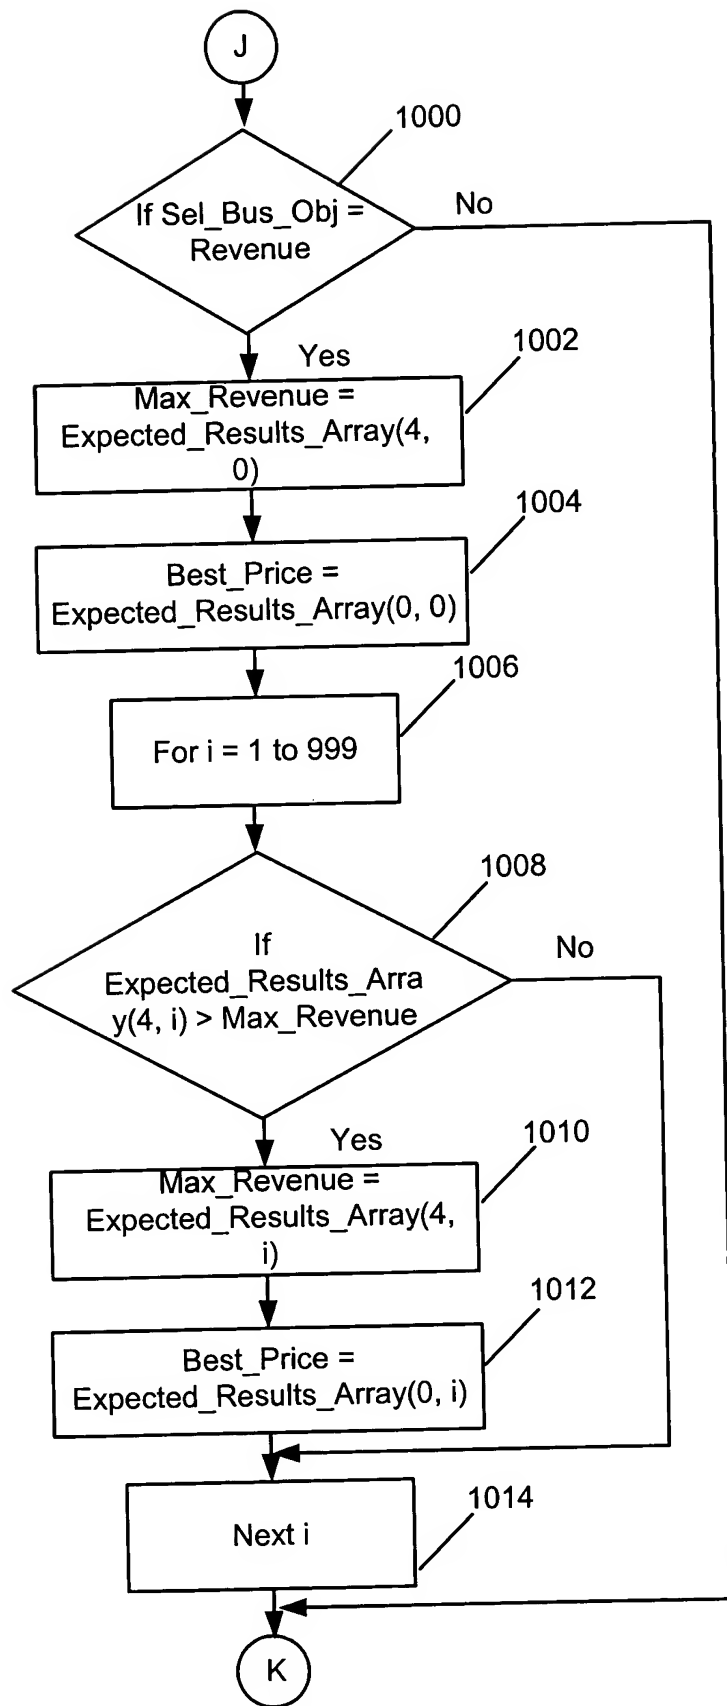 J
1000
If Sel_Bus_Obj =
Revenue
No
Yes
1002
Max_Revenue =
Expected_Results_Array(4,
0)
1004
Best_Price =
Expected_Results_Array(0, 0)
1006
For i = 1 to 999
1008
If
Expected_Results_Arra
y(4, i) > Max_Revenue
No
Yes
1010
Max_Revenue =
Expected_Results_Array(4,
i)
1012
Best_Price =
Expected_Results_Array(0, i)
1014
Next i
K